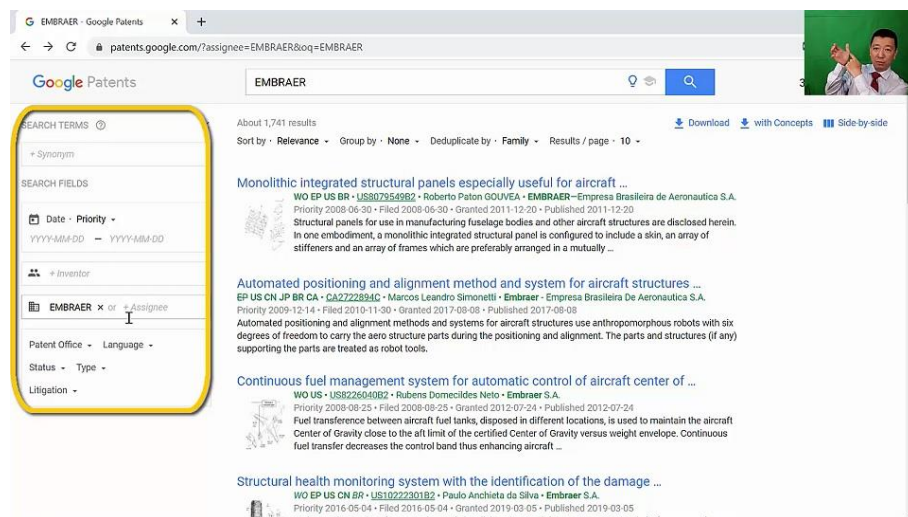 EMBRAER - Google Patents
patents.google.com/?assignee=EMBRAER&oq=EMBRAER
Google Patents
EMBRAER
SEARCH TERMS
+ Synonym
SEARCH FIELDS
Date · Priority
YYYY-MM-DD — YYYY-MM-DD
+ Inventor
EMBRAER × or + Assignee
Patent Office Language
Status Type
Litigation
About 1,741 results
Download with Concepts Side-by-side
Sort by · Relevance Group by · None Deduplicate by · Family Results / page · 10
Monolithic integrated structural panels especially useful for aircraft ...
WO EP US BR · US8079549B2 · Roberto Paton GOUVEA · EMBRAER—Empresa Brasileira de Aeronautica S.A.
Priority 2008-06-30 · Filed 2008-06-30 · Granted 2011-12-20 · Published 2011-12-20
Structural panels for use in manufacturing fuselage bodies and other aircraft structures are disclosed herein.
In one embodiment, a monolithic integrated structural panel is configured to include a skin, an array of
stiffeners and an array of frames which are preferably arranged in a mutually ...
Automated positioning and alignment method and system for aircraft structures ...
EP US CN JP BR CA · CA2722894C · Marcos Leandro Simonetti · Embraer - Empresa Brasileira De Aeronautica S.A.
Priority 2009-12-14 · Filed 2010-11-30 · Granted 2017-08-08 · Published 2017-08-08
Automated positioning and alignment methods and systems for aircraft structures use anthropomorphous robots with six
degrees of freedom to carry the aero structure parts during the positioning and alignment. The parts and structures (if any)
supporting the parts are treated as robot tools.
Continuous fuel management system for automatic control of aircraft center of ...
WO US · US8226040B2 · Rubens Domecildes Neto · Embraer S.A.
Priority 2008-08-25 · Filed 2008-08-25 · Granted 2012-07-24 · Published 2012-07-24
Fuel transference between aircraft fuel tanks, disposed in different locations, is used to maintain the aircraft
Center of Gravity close to the aft limit of the certified Center of Gravity versus weight envelope. Continuous
fuel transfer decreases the control band thus enhancing aircraft ...
Structural health monitoring system with the identification of the damage ...
WO EP US CN BR · US10222301B2 · Paulo Anchieta da Silva · Embraer S.A.
Priority 2016-05-04 · Filed 2016-05-04 · Granted 2019-03-05 · Published 2019-03-05